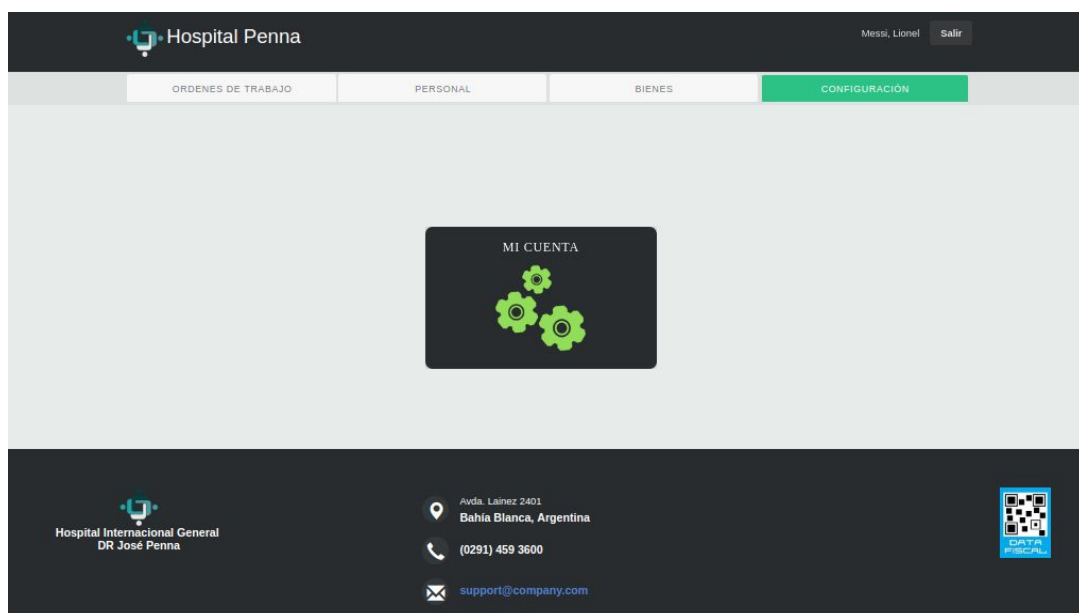 Hospital Penna
Messi, Lionel
Salir
ORDENES DE TRABAJO
PERSONAL
BIENES
CONFIGURACIÓN
MI CUENTA
Hospital Internacional General
DR José Penna
Avda. Lainez 2401
Bahía Blanca, Argentina
(0291) 459 3600
support@company.com
DATA
FISCAL